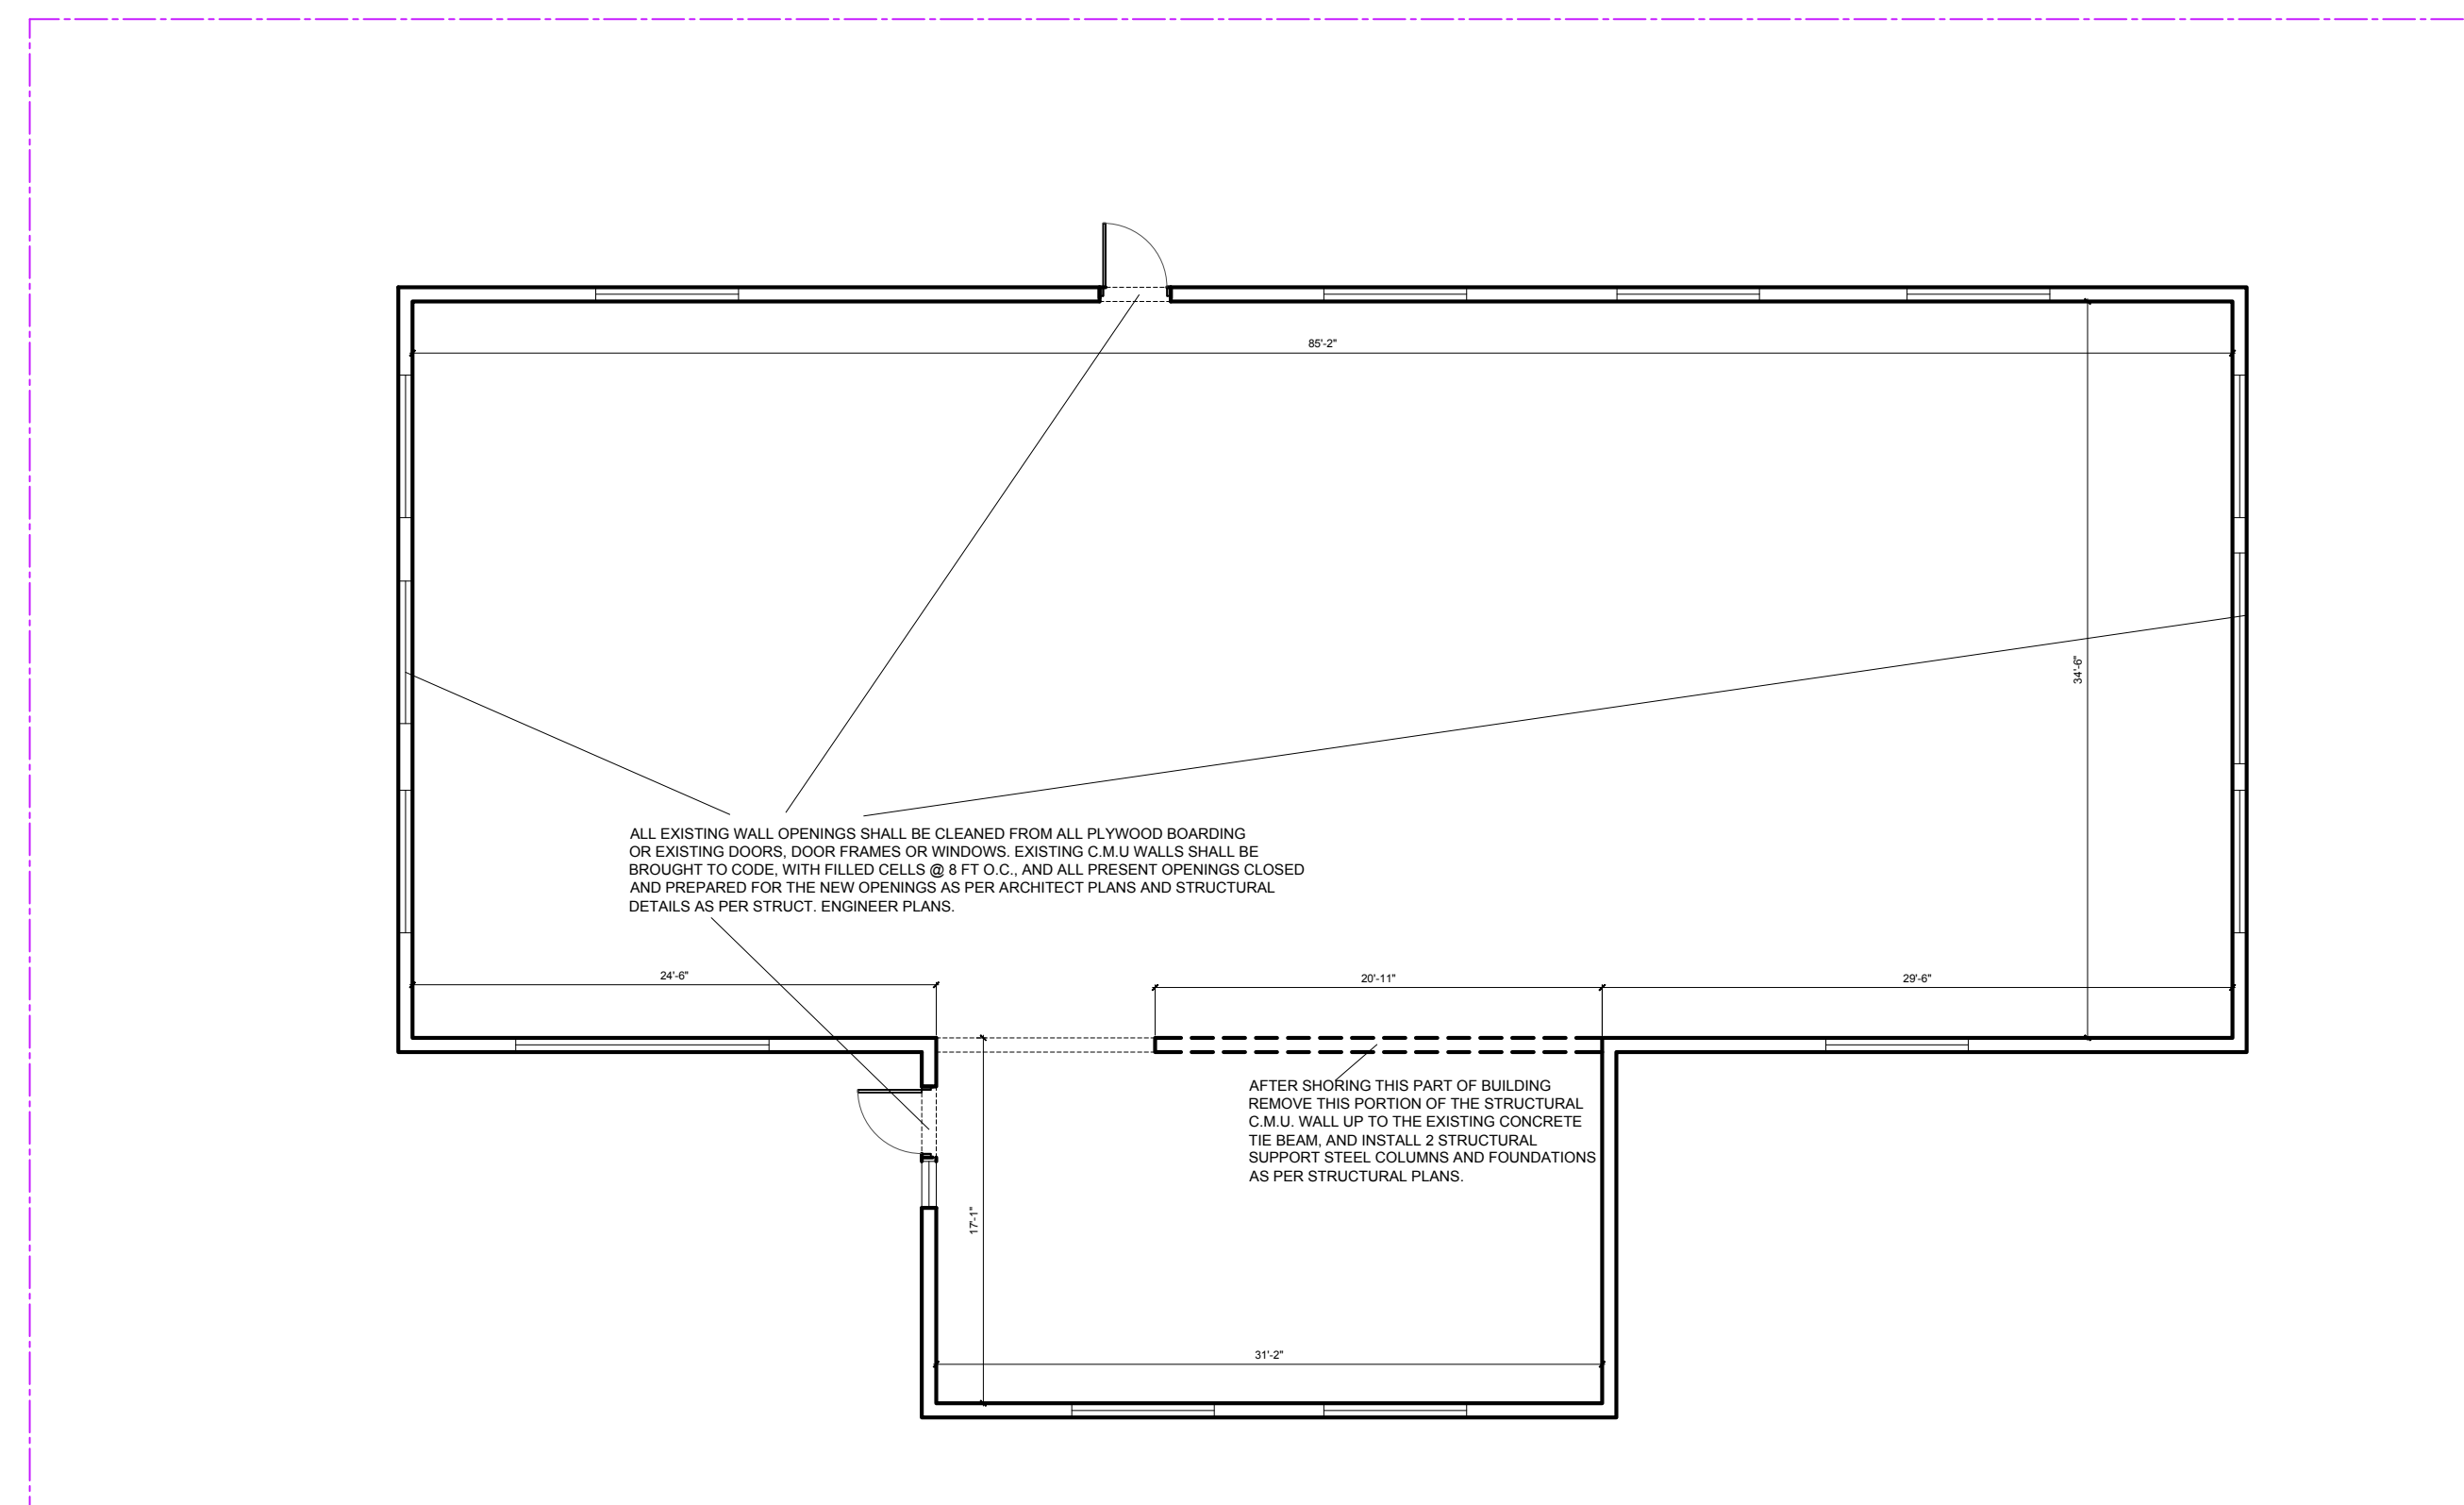 85'-2"
34'-6"
ALL EXISTING WALL OPENINGS SHALL BE CLEANED FROM ALL PLYWOOD BOARDING
OR EXISTING DOORS, DOOR FRAMES OR WINDOWS. EXISTING C.M.U WALLS SHALL BE
BROUGHT TO CODE, WITH FILLED CELLS @ 8 FT O.C., AND ALL PRESENT OPENINGS CLOSED
AND PREPARED FOR THE NEW OPENINGS AS PER ARCHITECT PLANS AND STRUCTURAL
DETAILS AS PER STRUCT. ENGINEER PLANS.
24'-6"
20'-11"
29'-6"
AFTER SHORING THIS PART OF BUILDING
REMOVE THIS PORTION OF THE STRUCTURAL
C.M.U. WALL UP TO THE EXISTING CONCRETE
TIE BEAM, AND INSTALL 2 STRUCTURAL
SUPPORT STEEL COLUMNS AND FOUNDATIONS
AS PER STRUCTURAL PLANS.
17'-1"
31'-2"